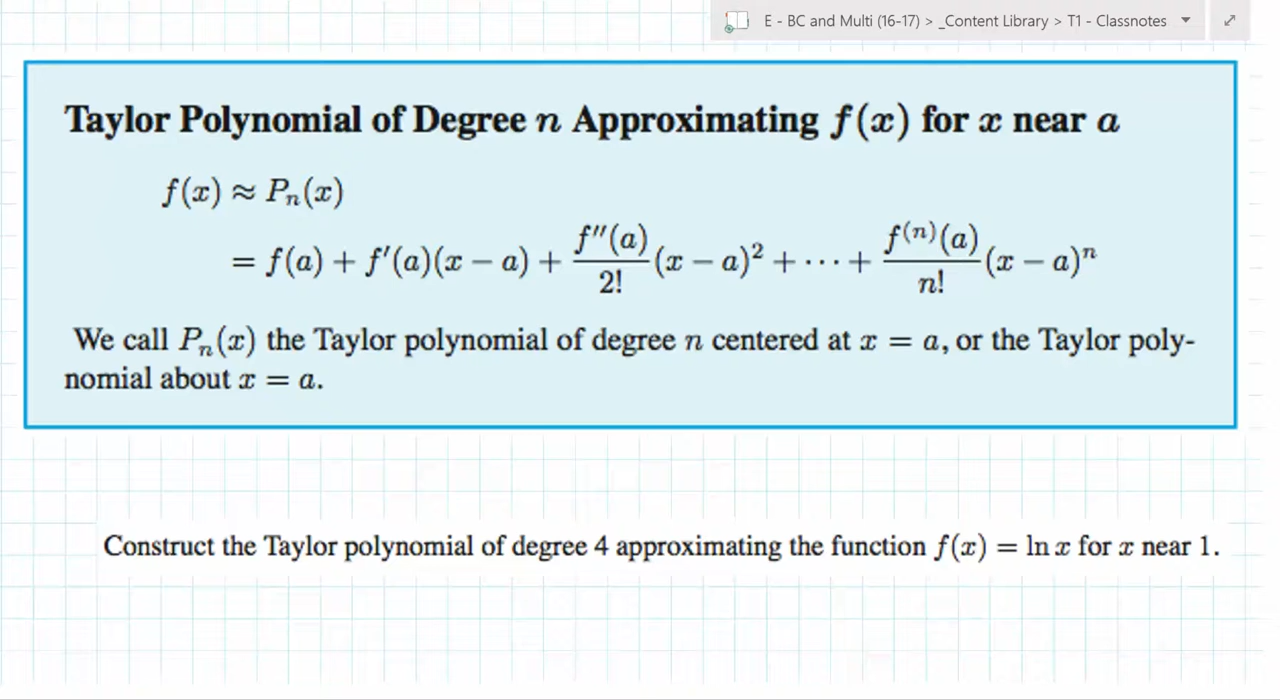 E - BC and Multi (16-17) > _Content Library > T1 - Classnotes
Taylor Polynomial of Degree n Approximating f(x) for x near a
f(x) ≈ Pₙ(x)
= f(a) + f′(a)(x − a) + f″(a)/2! (x − a)² + ··· + f⁽ⁿ⁾(a)/n! (x − a)ⁿ
We call Pₙ(x) the Taylor polynomial of degree n centered at x = a, or the Taylor poly-
nomial about x = a.
Construct the Taylor polynomial of degree 4 approximating the function f(x) = ln x for x near 1.